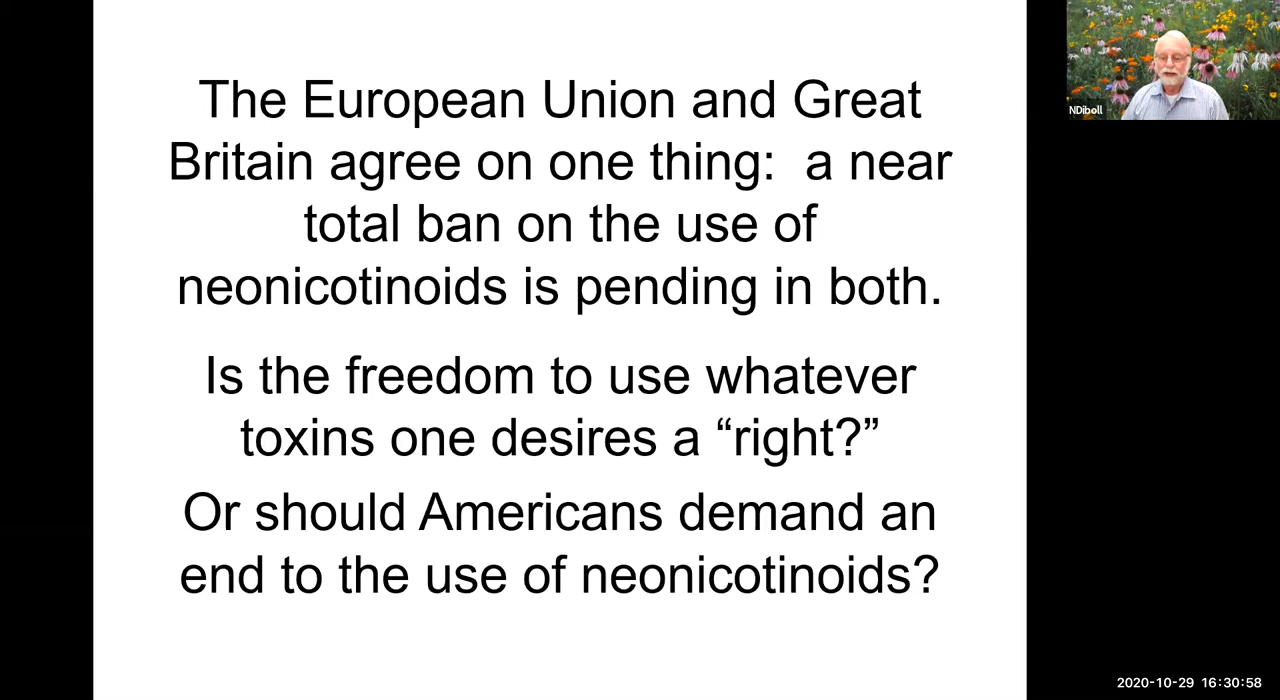 The European Union and Great
Britain agree on one thing:  a near
total ban on the use of
neonicotinoids is pending in both.
Is the freedom to use whatever
toxins one desires a “right?”
Or should Americans demand an
end to the use of neonicotinoids?
NDiboll
2020-10-29 16:30:58